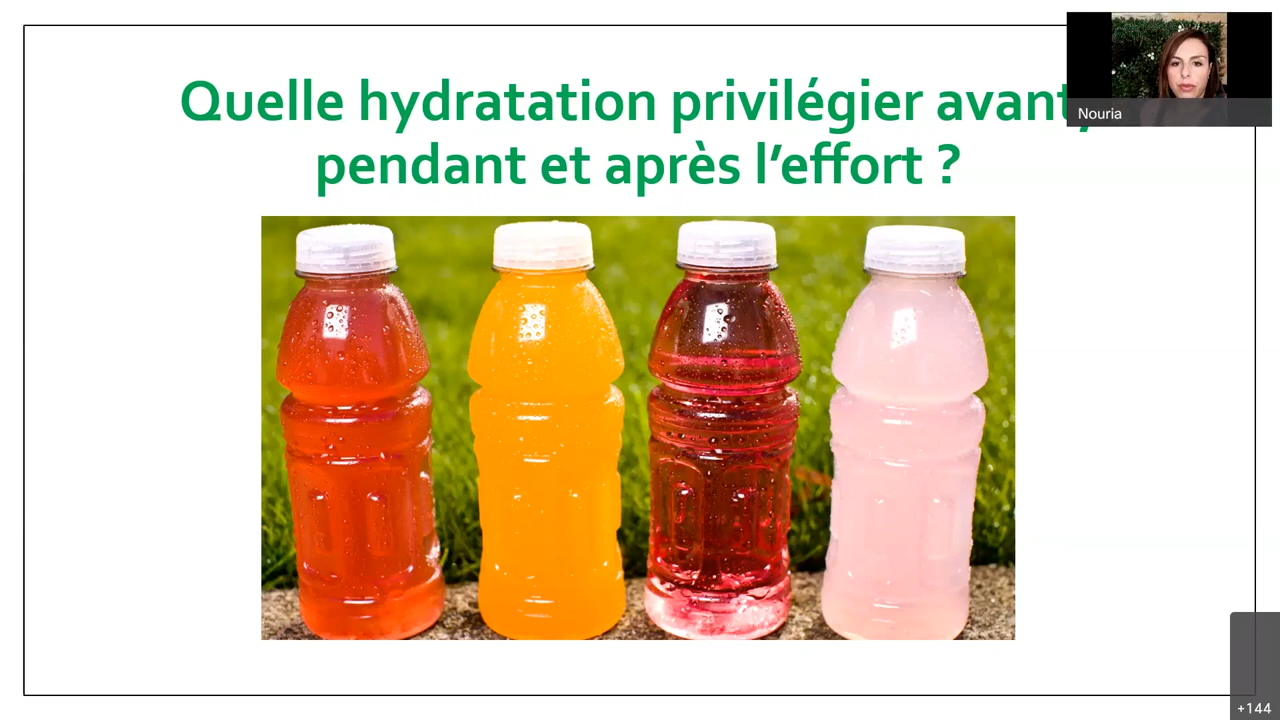 Quelle hydratation privilégier avant,
pendant et après l’effort ?
Nouria
+144